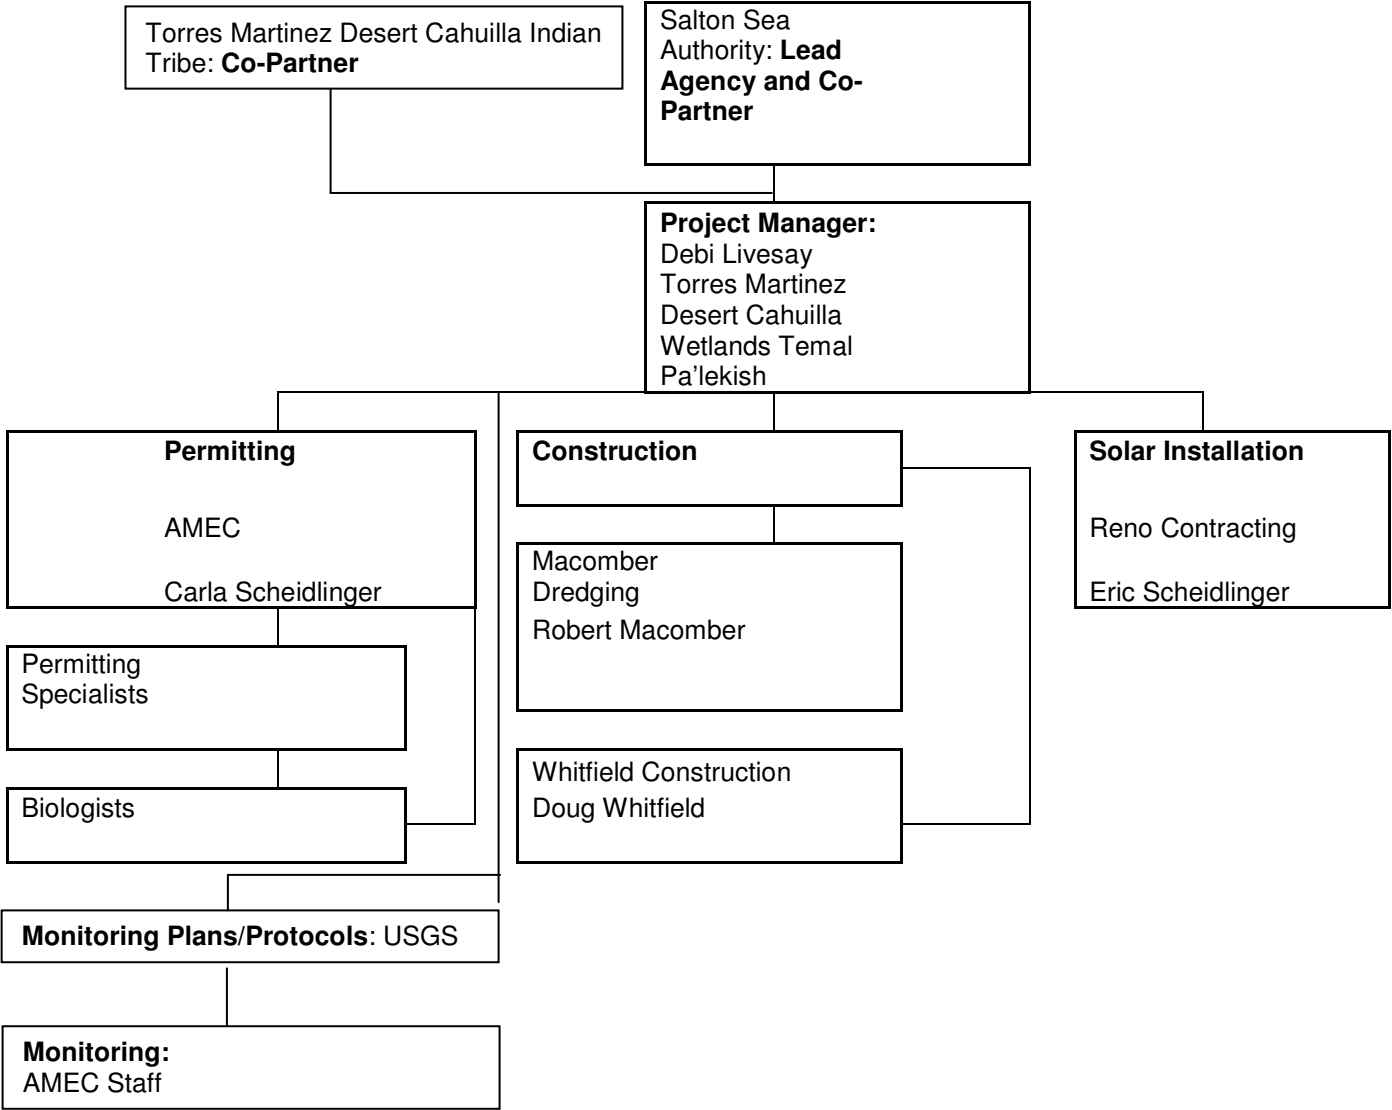 Torres Martinez Desert Cahuilla Indian
Tribe: Co-Partner
Salton Sea
Authority: Lead
Agency and Co-
Partner
Project Manager:
Debi Livesay
Torres Martinez
Desert Cahuilla
Wetlands Temal
Pa'lekish
Permitting
AMEC
Carla Scheidlinger
Permitting
Specialists
Biologists
Construction
Macomber
Dredging
Robert Macomber
Whitfield Construction
Doug Whitfield
Solar Installation
Reno Contracting
Eric Scheidlinger
Monitoring Plans/Protocols: USGS
Monitoring:
AMEC Staff